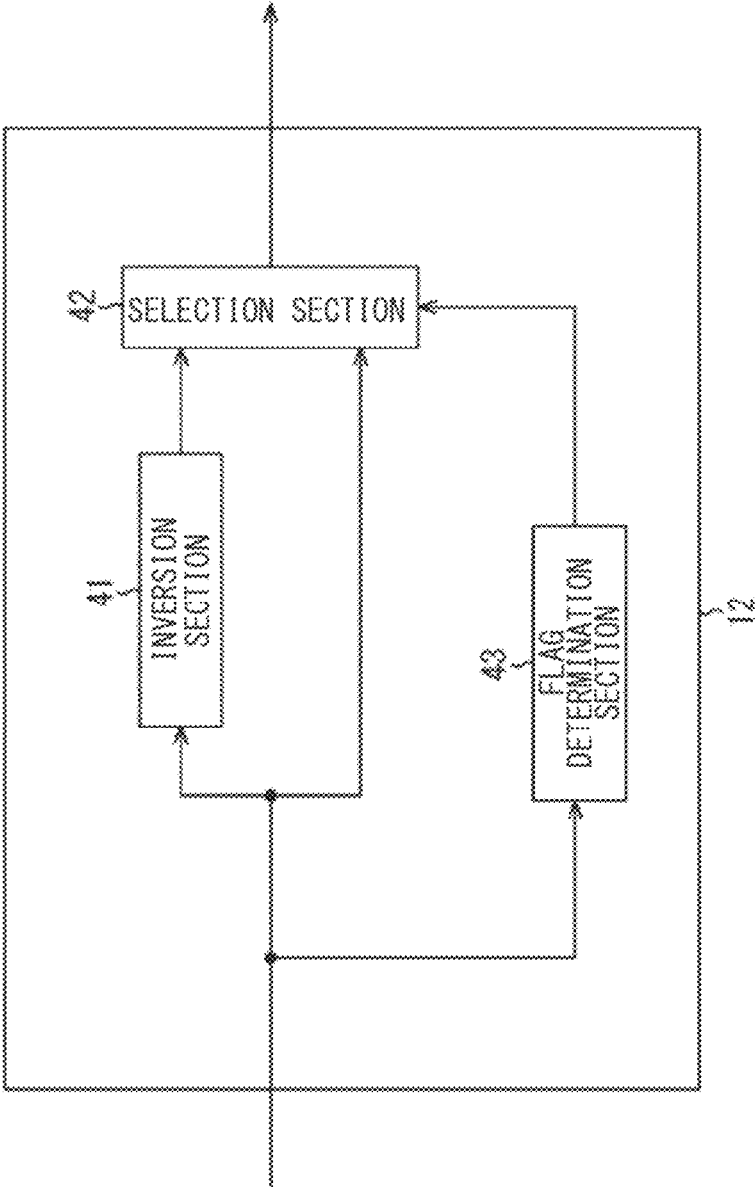 42
SELECTION SECTION
41
INVERSION
SECTION
43
FLAG
DETERMINATION
SECTION
12